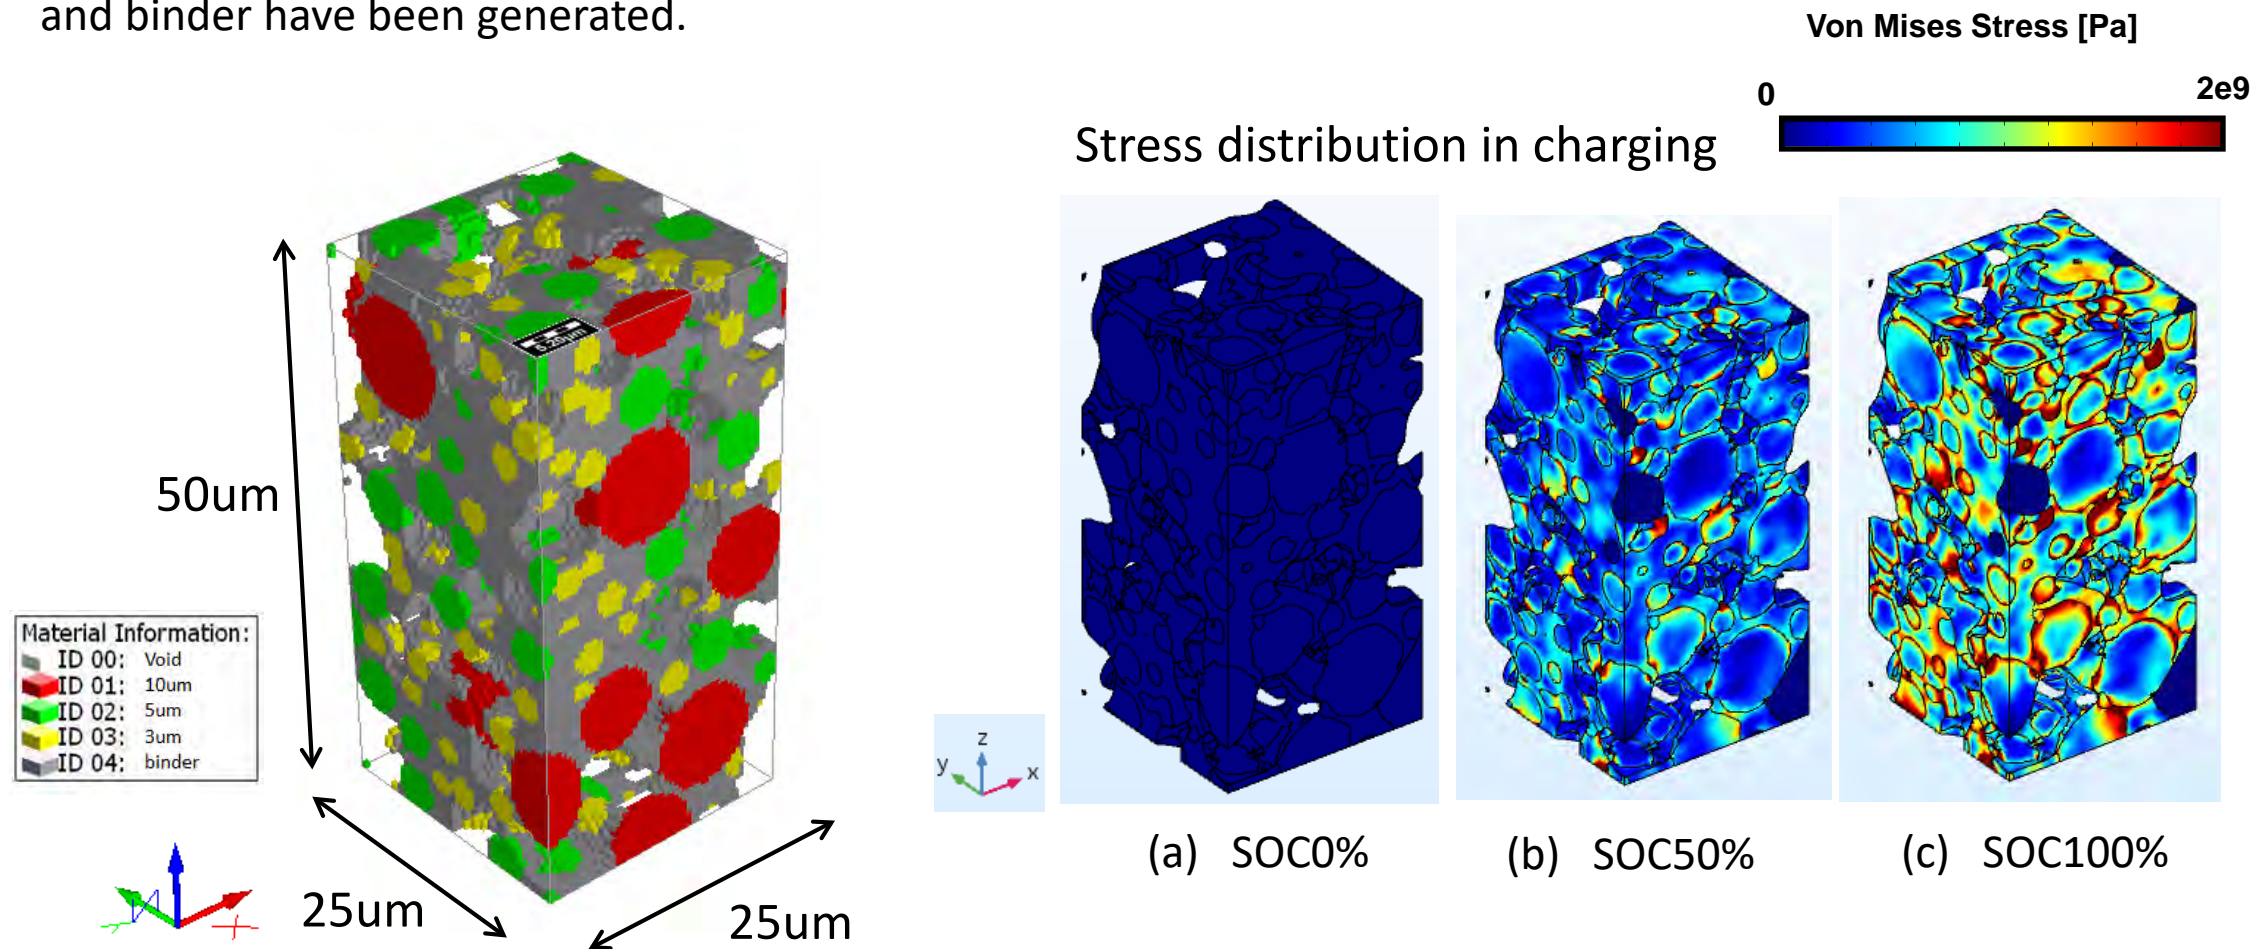 and binder have been generated.
Von Mises Stress [Pa]
0
2e9
Stress distribution in charging
50um
Material Information:
ID 00: Void
ID 01: 10um
ID 02: 5um
ID 03: 3um
ID 04: binder
z
y
x
(a) SOC0%
(b) SOC50%
(c) SOC100%
25um
25um